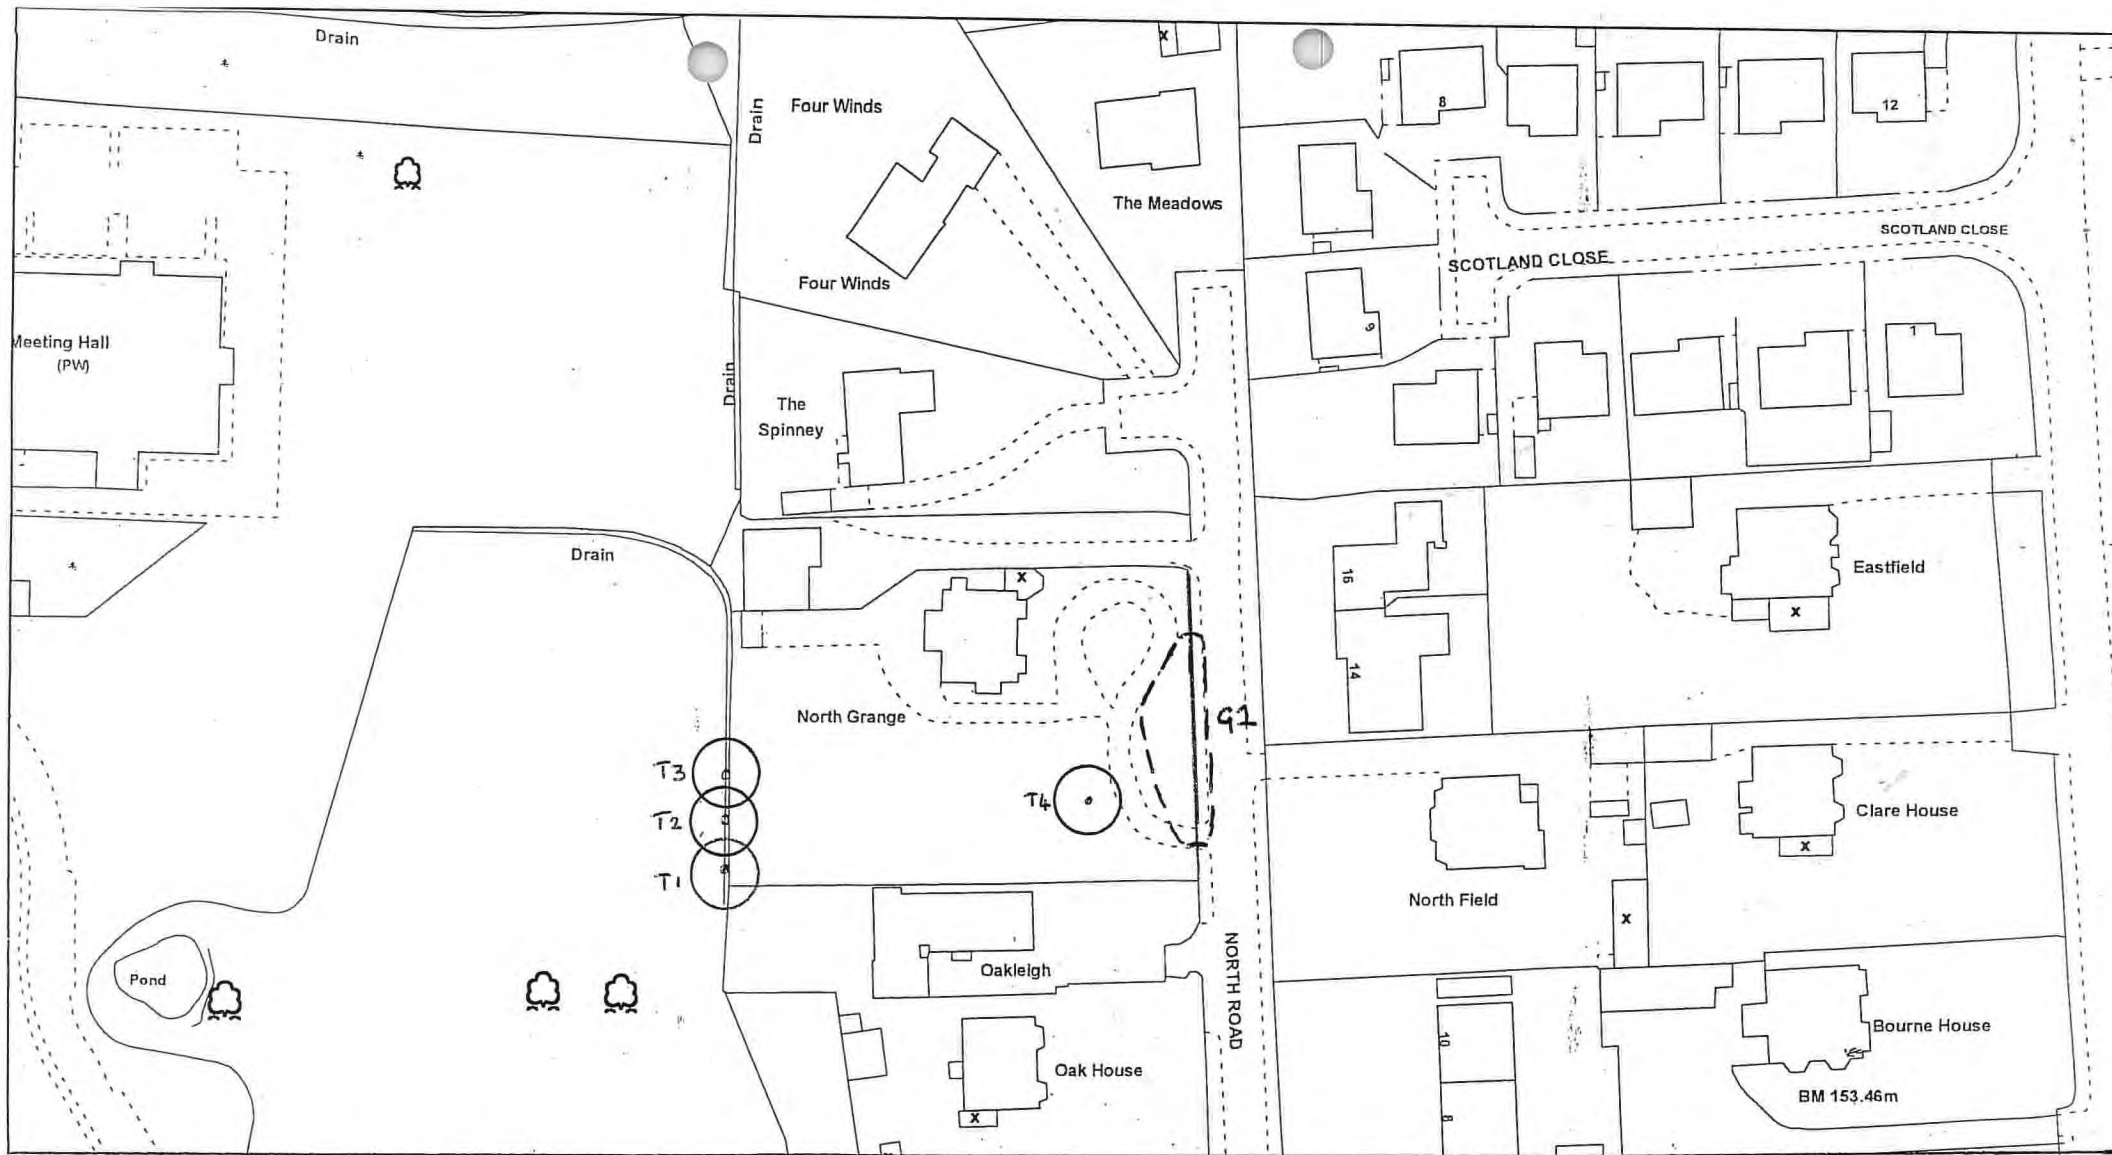 Drain
Drain
Four Winds
Four Winds
x
The Meadows
8
12
SCOTLAND CLOSE
SCOTLAND CLOSE
9
1
Meeting Hall
(PW)
Drain
The
Spinney
Drain
x
16
14
Eastfield
x
North Grange
G1
T3
T2
T1
T4
Clare House
x
North Field
x
Pond
Oakleigh
NORTH ROAD
Oak House
x
10
8
Bourne House
BM 153.46m